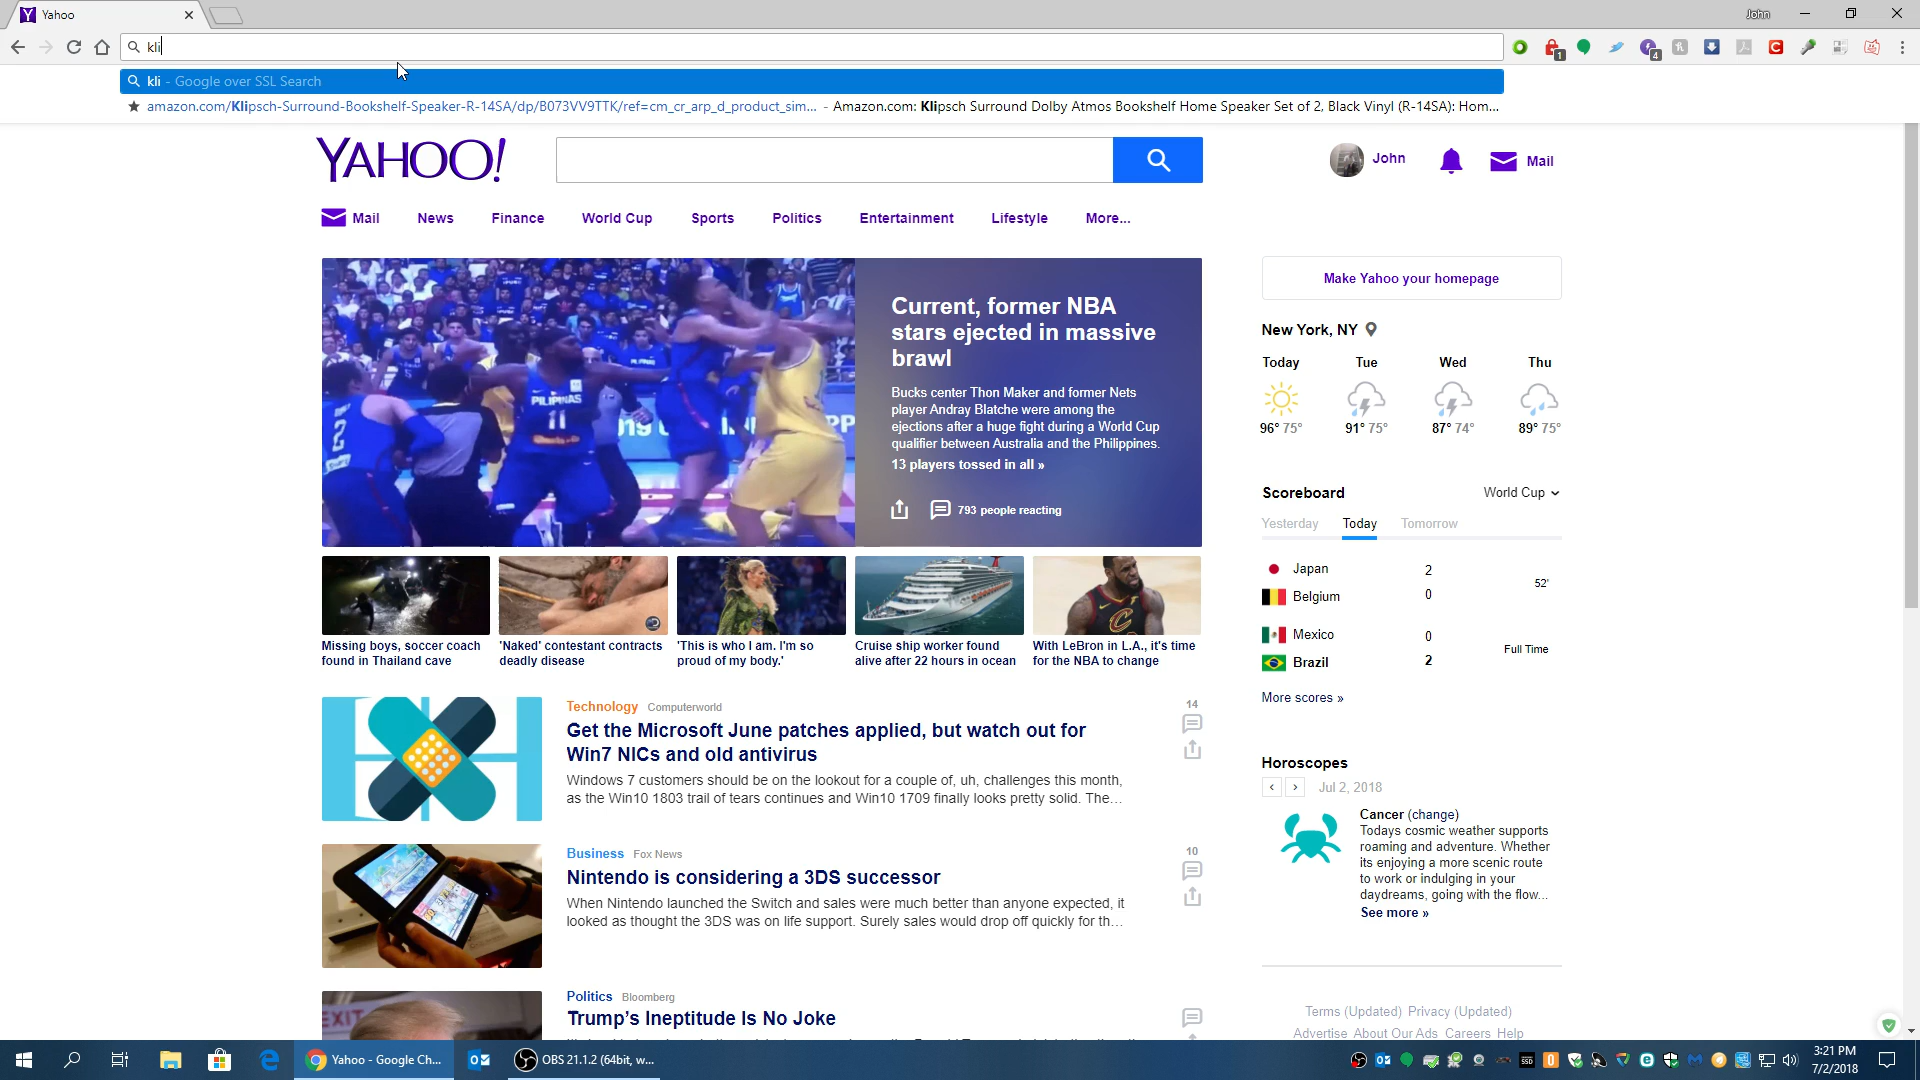 Yahoo
John
kli
1
4
kli - Google over SSL Search
amazon.com/Klipsch-Surround-Bookshelf-Speaker-R-14SA/dp/B073VV9TTK/ref=cm_cr_arp_d_product_sim... - Amazon.com: Klipsch Surround Dolby Atmos Bookshelf Home Speaker Set of 2, Black Vinyl (R-14SA): Hom...
YAHOO!
John
Mail
Mail News Finance World Cup Sports Politics Entertainment Lifestyle More...
PILIPINAS
11
2
Current, former NBA
stars ejected in massive
brawl
Bucks center Thon Maker and former Nets
player Andray Blatche were among the
ejections after a huge fight during a World Cup
qualifier between Australia and the Philippines.
13 players tossed in all »
793 people reacting
Missing boys, soccer coach
found in Thailand cave
'Naked' contestant contracts
deadly disease
'This is who I am. I'm so
proud of my body.'
Cruise ship worker found
alive after 22 hours in ocean
With LeBron in L.A., it's time
for the NBA to change
Technology Computerworld
Get the Microsoft June patches applied, but watch out for
Win7 NICs and old antivirus
Windows 7 customers should be on the lookout for a couple of, uh, challenges this month,
as the Win10 1803 trail of tears continues and Win10 1709 finally looks pretty solid. The...
14
Business Fox News
Nintendo is considering a 3DS successor
When Nintendo launched the Switch and sales were much better than anyone expected, it
looked as thought the 3DS was on life support. Surely sales would drop off quickly for th...
10
EXIT
Politics Bloomberg
Trump's Ineptitude Is No Joke
Make Yahoo your homepage
New York, NY
Today Tue Wed Thu
96° 75° 91° 75° 87° 74° 89° 75°
Scoreboard World Cup
Yesterday Today Tomorrow
Japan 2
52'
Belgium 0
Mexico 0
Full Time
Brazil 2
More scores »
Horoscopes
Jul 2, 2018
Cancer (change)
Todays cosmic weather supports
roaming and adventure. Whether
its enjoying a more scenic route
to work or indulging in your
daydreams, going with the flow...
See more »
Terms (Updated) Privacy (Updated)
Advertise About Our Ads Careers Help
Yahoo - Google Ch...
OBS 21.1.2 (64bit, w...
SSD
3:21 PM
7/2/2018